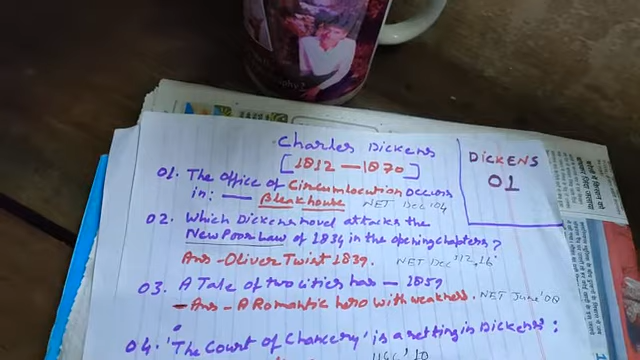 Charles Dickens
[1812 — 1870]
DICKENS
01
01. The office of Circumlocution occurs
in: — Bleakhouse NET Dec'04
02. Which Dickens novel attacks the
New Poor Law of 1834 in the opening chapters?
Ans - Oliver Twist 1839. NET Dec'12, 16
03. A Tale of two cities has — 1859
- Ans - A Romantic hero with weakness. NET June'08
04. 'The Court of Chancery' is a setting in Dickens':